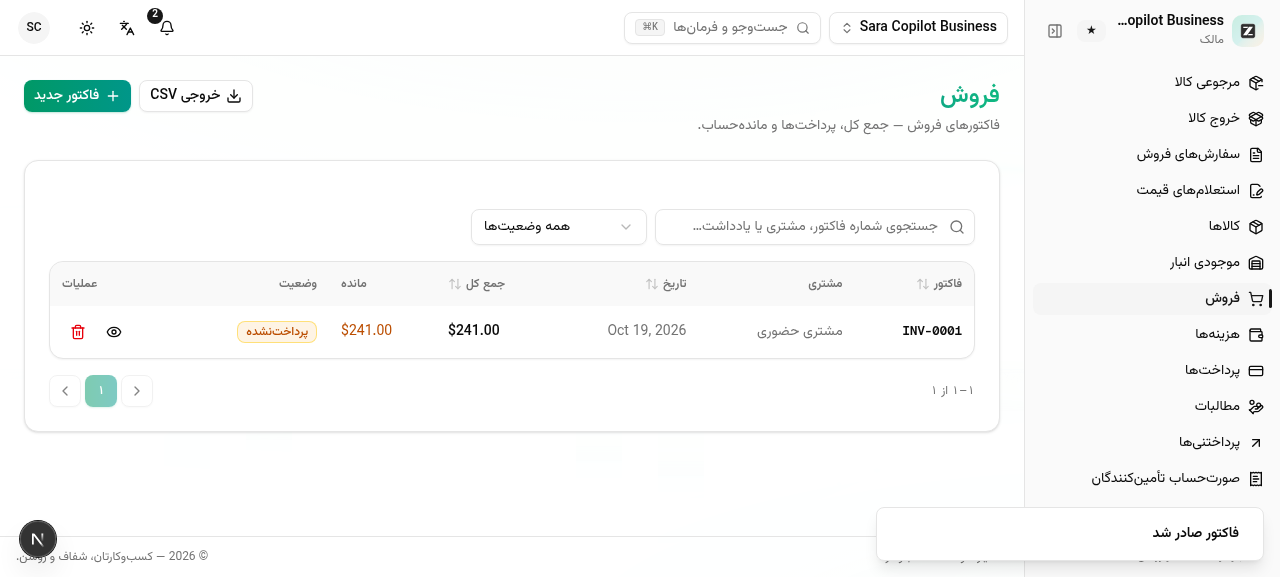 opilot Business...
مالک
Sara Copilot Business
جست‌وجو و فرمان‌ها
⌘K
2
SC
مرجوعی کالا
خروج کالا
سفارش‌های فروش
استعلام‌های قیمت
کالاها
موجودی انبار
فروش
هزینه‌ها
پرداخت‌ها
مطالبات
پرداختنی‌ها
صورت‌حساب تأمین‌کنندگان
فروش
فاکتورهای فروش — جمع کل، پرداخت‌ها و مانده‌حساب.
خروجی CSV
فاکتور جدید
جستجوی شماره فاکتور، مشتری یا یادداشت...
همه وضعیت‌ها
فاکتور مشتری تاریخ جمع کل مانده وضعیت عملیات
INV-0001 مشتری حضوری Oct 19, 2026 $241.00 $241.00 پرداخت‌نشده
۱–۱ از ۱
۱
فاکتور صادر شد
© 2026 — کسب‌وکارتان، شفاف و روشن.
N